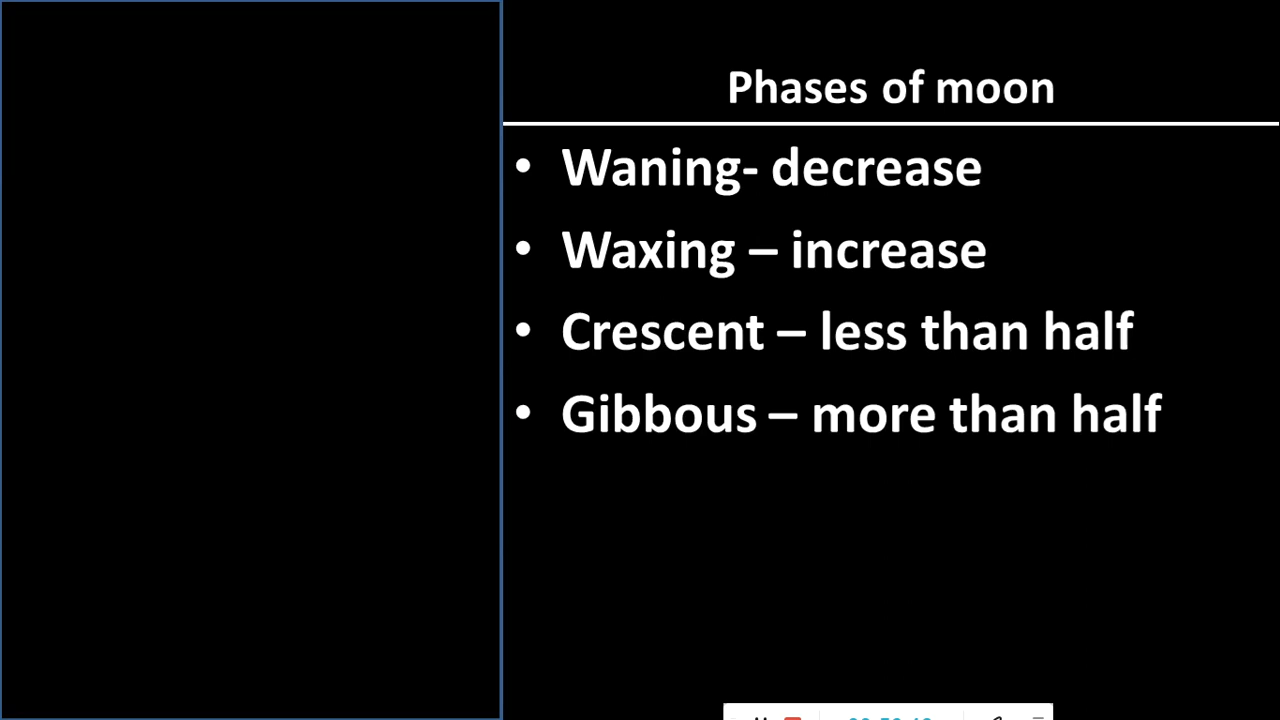 Phases of moon
• Waning- decrease
• Waxing – increase
• Crescent – less than half
• Gibbous – more than half